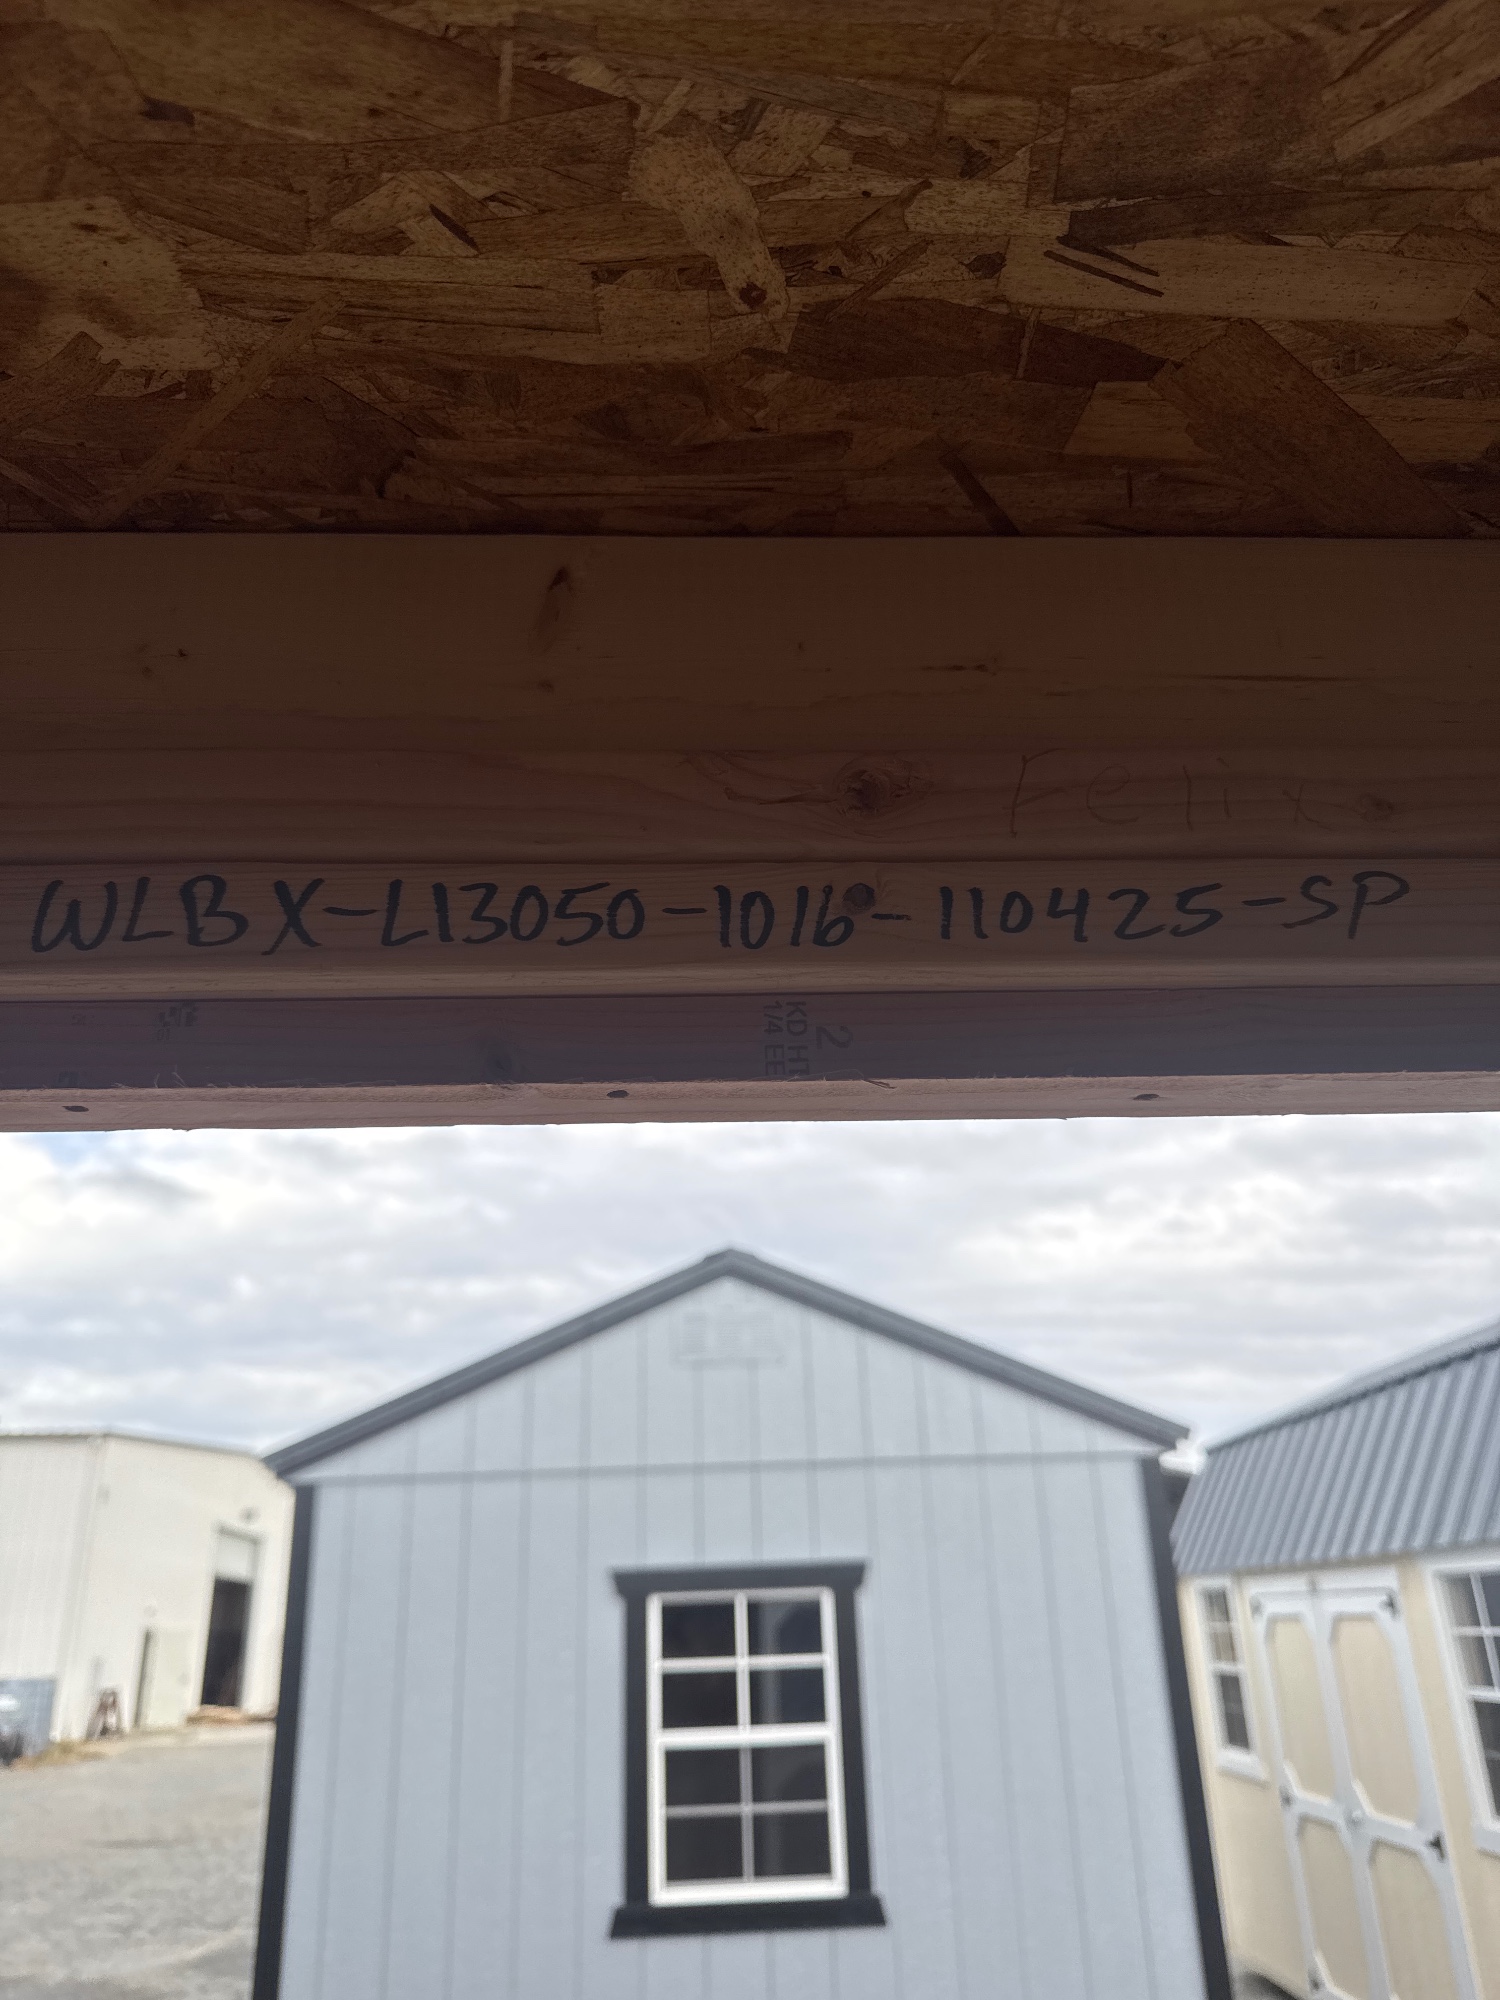 Felix
WLBX-L13050-1016-110425-SP
2
KD HT
1/4 EE